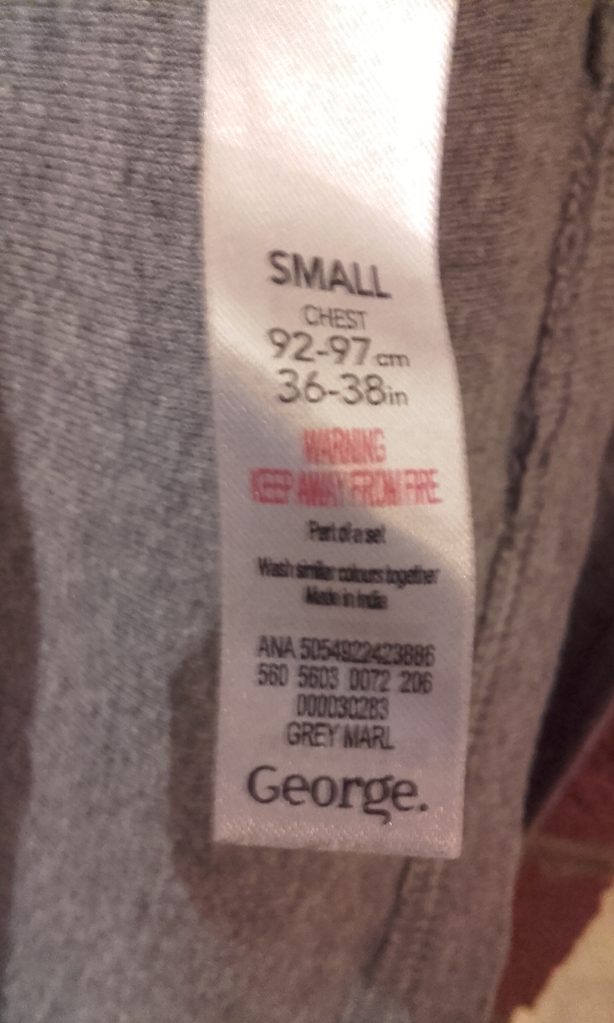 SMALL
CHEST
92-97cm
36-38in
WARNING
KEEP AWAY FROM FIRE
Part of a set
Wash similar colours together
Made in India
ANA 5054922423886
560 5603 0072 206
000030283
GREY MARL
George.